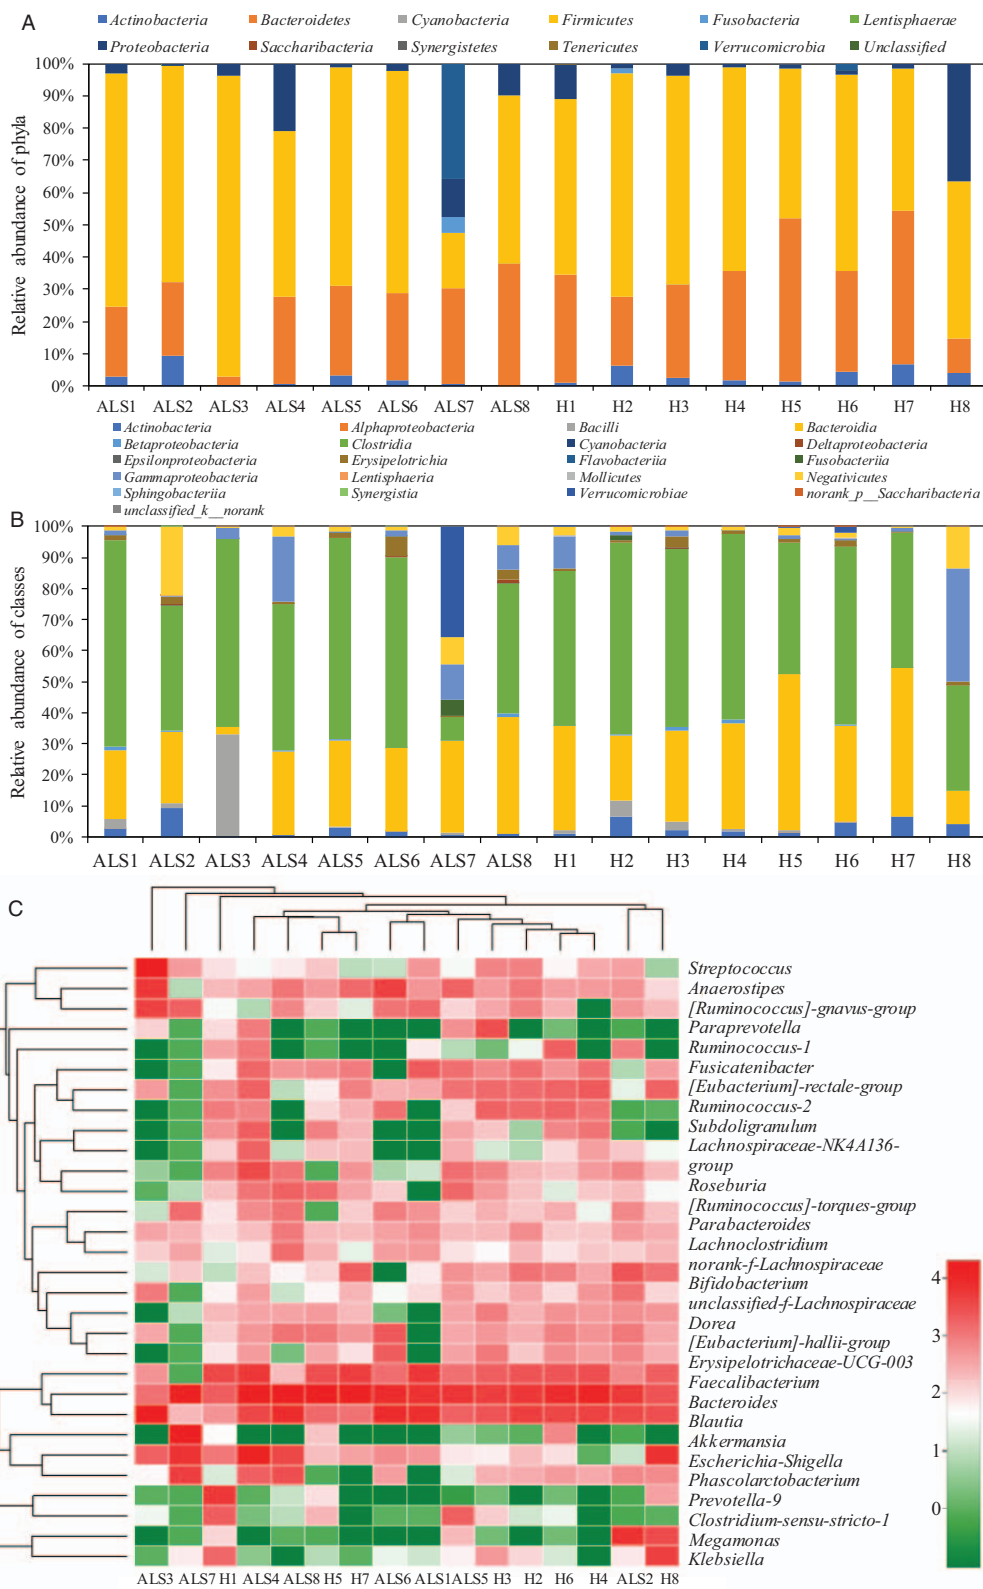 A
Actinobacteria Bacteroidetes Cyanobacteria Firmicutes Fusobacteria Lentisphaerae
Proteobacteria Saccharibacteria Synergistetes Tenericutes Verrucomicrobia Unclassified
Relative abundance of phyla
100%
90%
80%
70%
60%
50%
40%
30%
20%
10%
0%
ALS1 ALS2 ALS3 ALS4 ALS5 ALS6 ALS7 ALS8 H1 H2 H3 H4 H5 H6 H7 H8
Actinobacteria Alphaproteobacteria Bacilli Bacteroidia
Betaproteobacteria Clostridia Cyanobacteria Deltaproteobacteria
Epsilonproteobacteria Erysipelotrichia Flavobacteriia Fusobacteriia
Gammaproteobacteria Lentisphaeria Mollicutes Negativicutes
Sphingobacteriia Synergistia Verrucomicrobiae norank_p__Saccharibacteria
unclassified_k__norank
B
Relative abundance of classes
100%
90%
80%
70%
60%
50%
40%
30%
20%
10%
0%
ALS1 ALS2 ALS3 ALS4 ALS5 ALS6 ALS7 ALS8 H1 H2 H3 H4 H5 H6 H7 H8
C
Streptococcus
Anaerostipes
[Ruminococcus]-gnavus-group
Paraprevotella
Ruminococcus-1
Fusicatenibacter
[Eubacterium]-rectale-group
Ruminococcus-2
Subdoligranulum
Lachnospiraceae-NK4A136-
group
Roseburia
[Ruminococcus]-torques-group
Parabacteroides
Lachnoclostridium
norank-f-Lachnospiraceae
Bifidobacterium
unclassified-f-Lachnospiraceae
Dorea
[Eubacterium]-hallii-group
Erysipelotrichaceae-UCG-003
Faecalibacterium
Bacteroides
Blautia
Akkermansia
Escherichia-Shigella
Phascolarctobacterium
Prevotella-9
Clostridium-sensu-stricto-1
Megamonas
Klebsiella
4
3
2
1
0
ALS3 ALS7 H1 ALS4 ALS8 H5 H7 ALS6 ALS1 ALS5 H3 H2 H6 H4 ALS2 H8